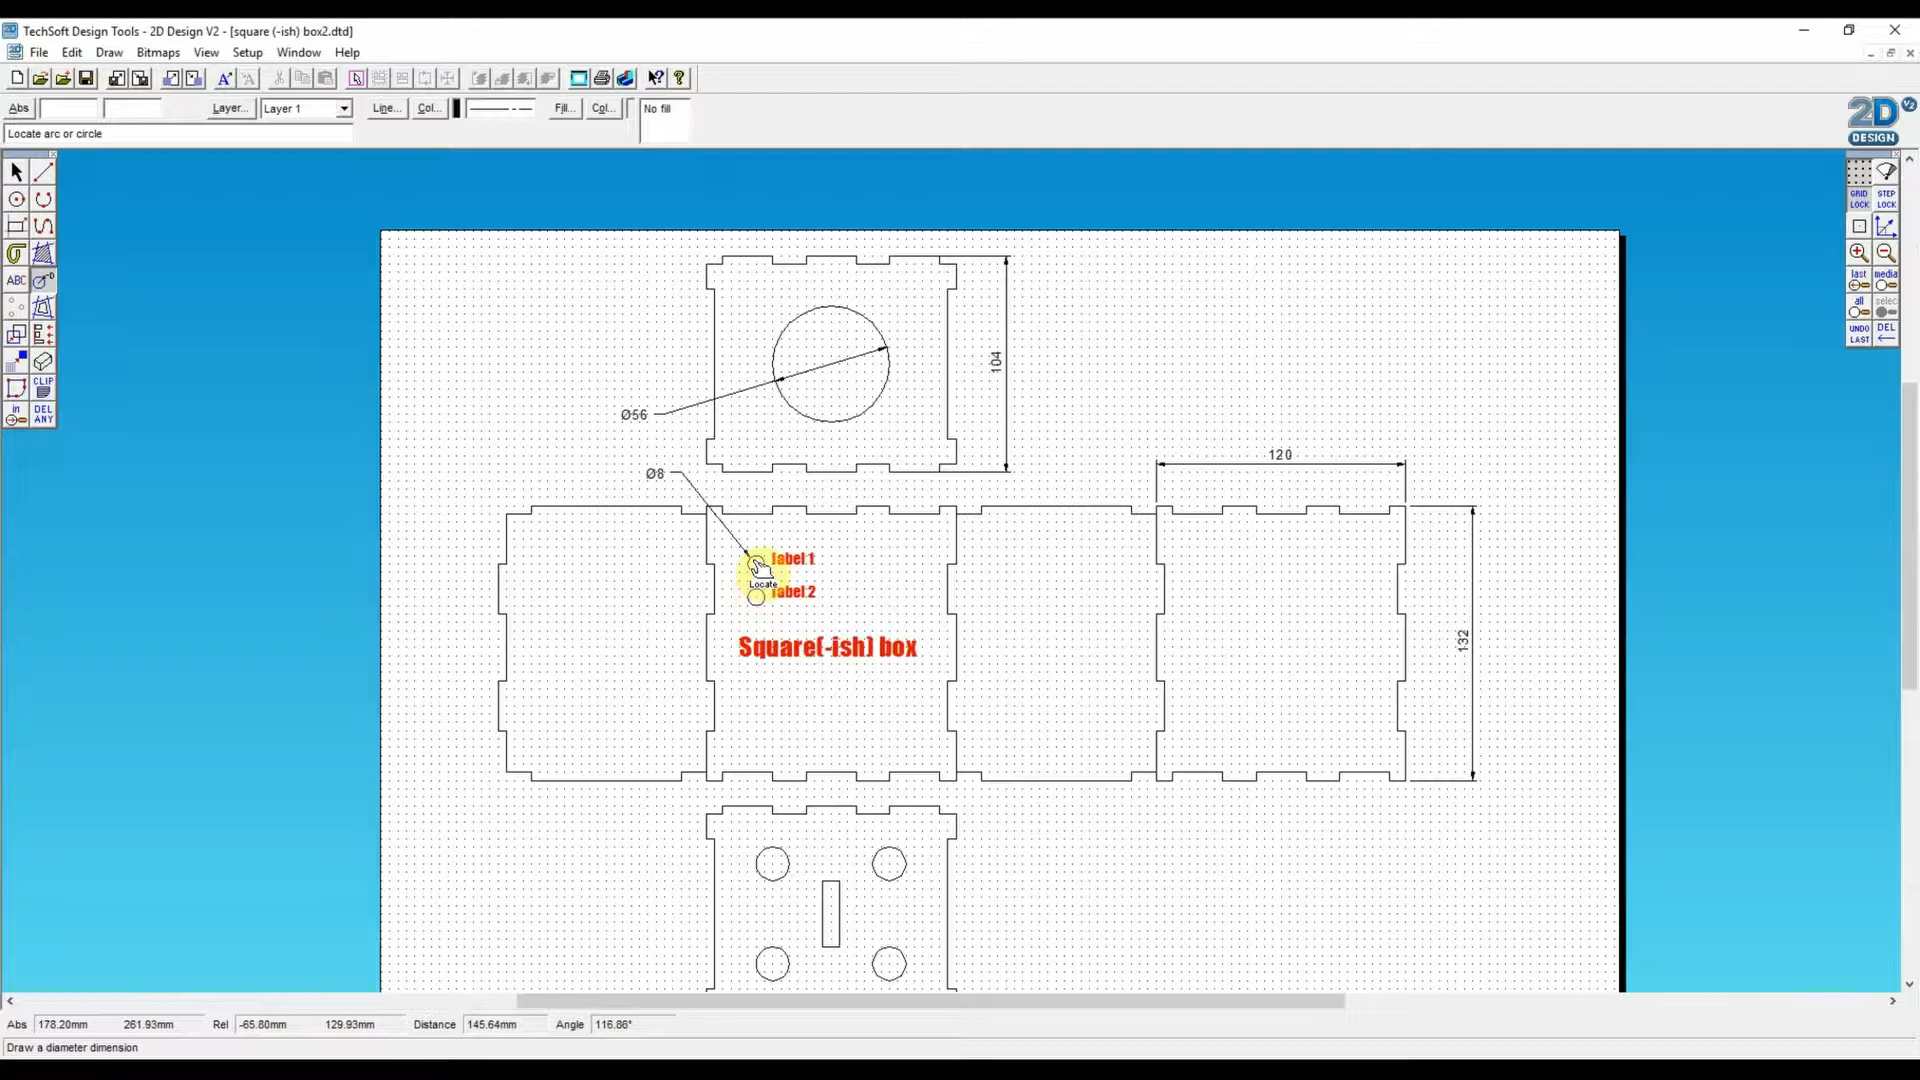 TechSoft Design Tools - 2D Design V2 - [square (-ish) box2.dtd]
File Edit Draw Bitmaps View Setup Window Help
Abs Layer... Layer 1 Line... Col... Fill... Col... No fill
Locate arc or circle
2D V2
DESIGN
GRID LOCK STEP LOCK
ABC
last media
all selec
UNDO LAST DEL
CLIP
in DEL ANY
104
Ø56
120
Ø8
label 1
Locate
label 2
Square(-ish) box
132
Abs 178.20mm 261.93mm Rel -65.80mm 129.93mm Distance 145.64mm Angle 116.86°
Draw a diameter dimension